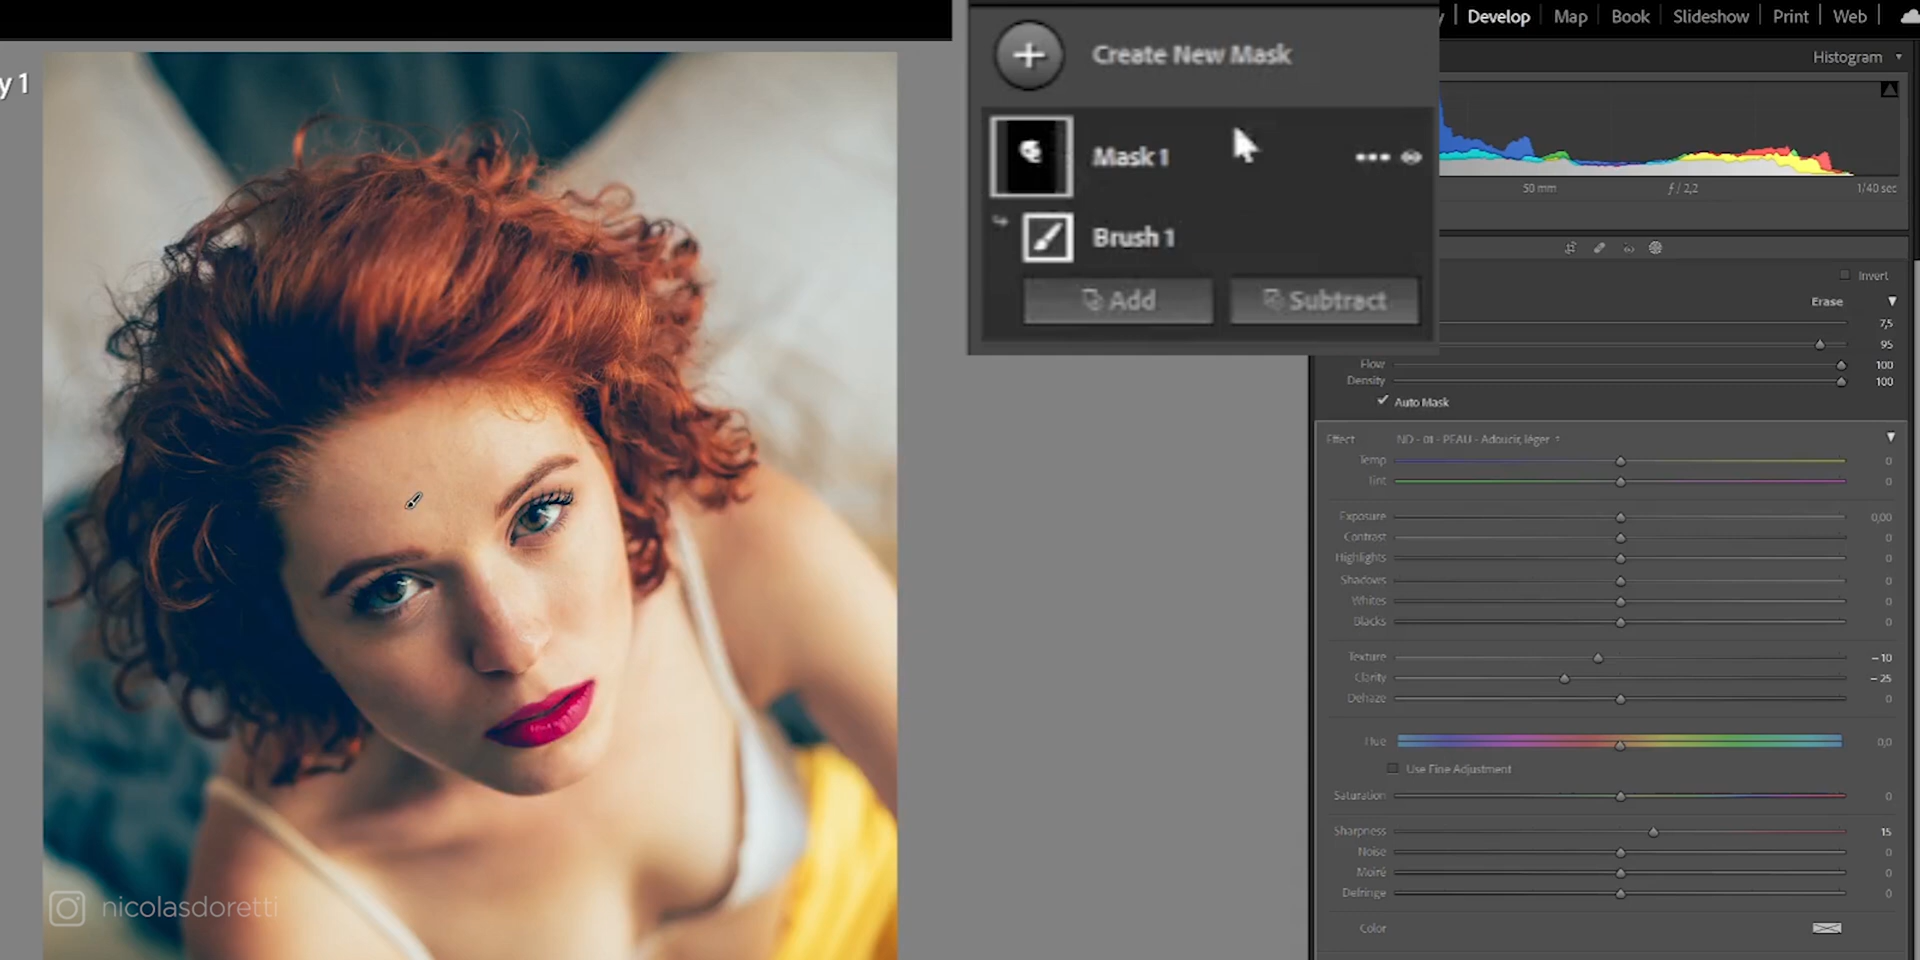 y 1
Develop | Map | Book | Slideshow | Print | Web |
Create New Mask
Mask 1
Brush 1
Add
Subtract
Histogram
50 mm
ƒ / 2,2
1/40 sec
Invert
Erase
7,5
95
Flow 100
Density 100
Auto Mask
Effect ND - 01 - PEAU - Adoucir, léger
Temp 0
Tint 0
Exposure 0,00
Contrast 0
Highlights 0
Shadows 0
Whites 0
Blacks 0
Texture -10
Clarity -25
Dehaze 0
Hue 0,0
Use Fine Adjustment
Saturation 0
Sharpness 15
Noise 0
Moiré 0
Defringe 0
Color
nicolasdoretti